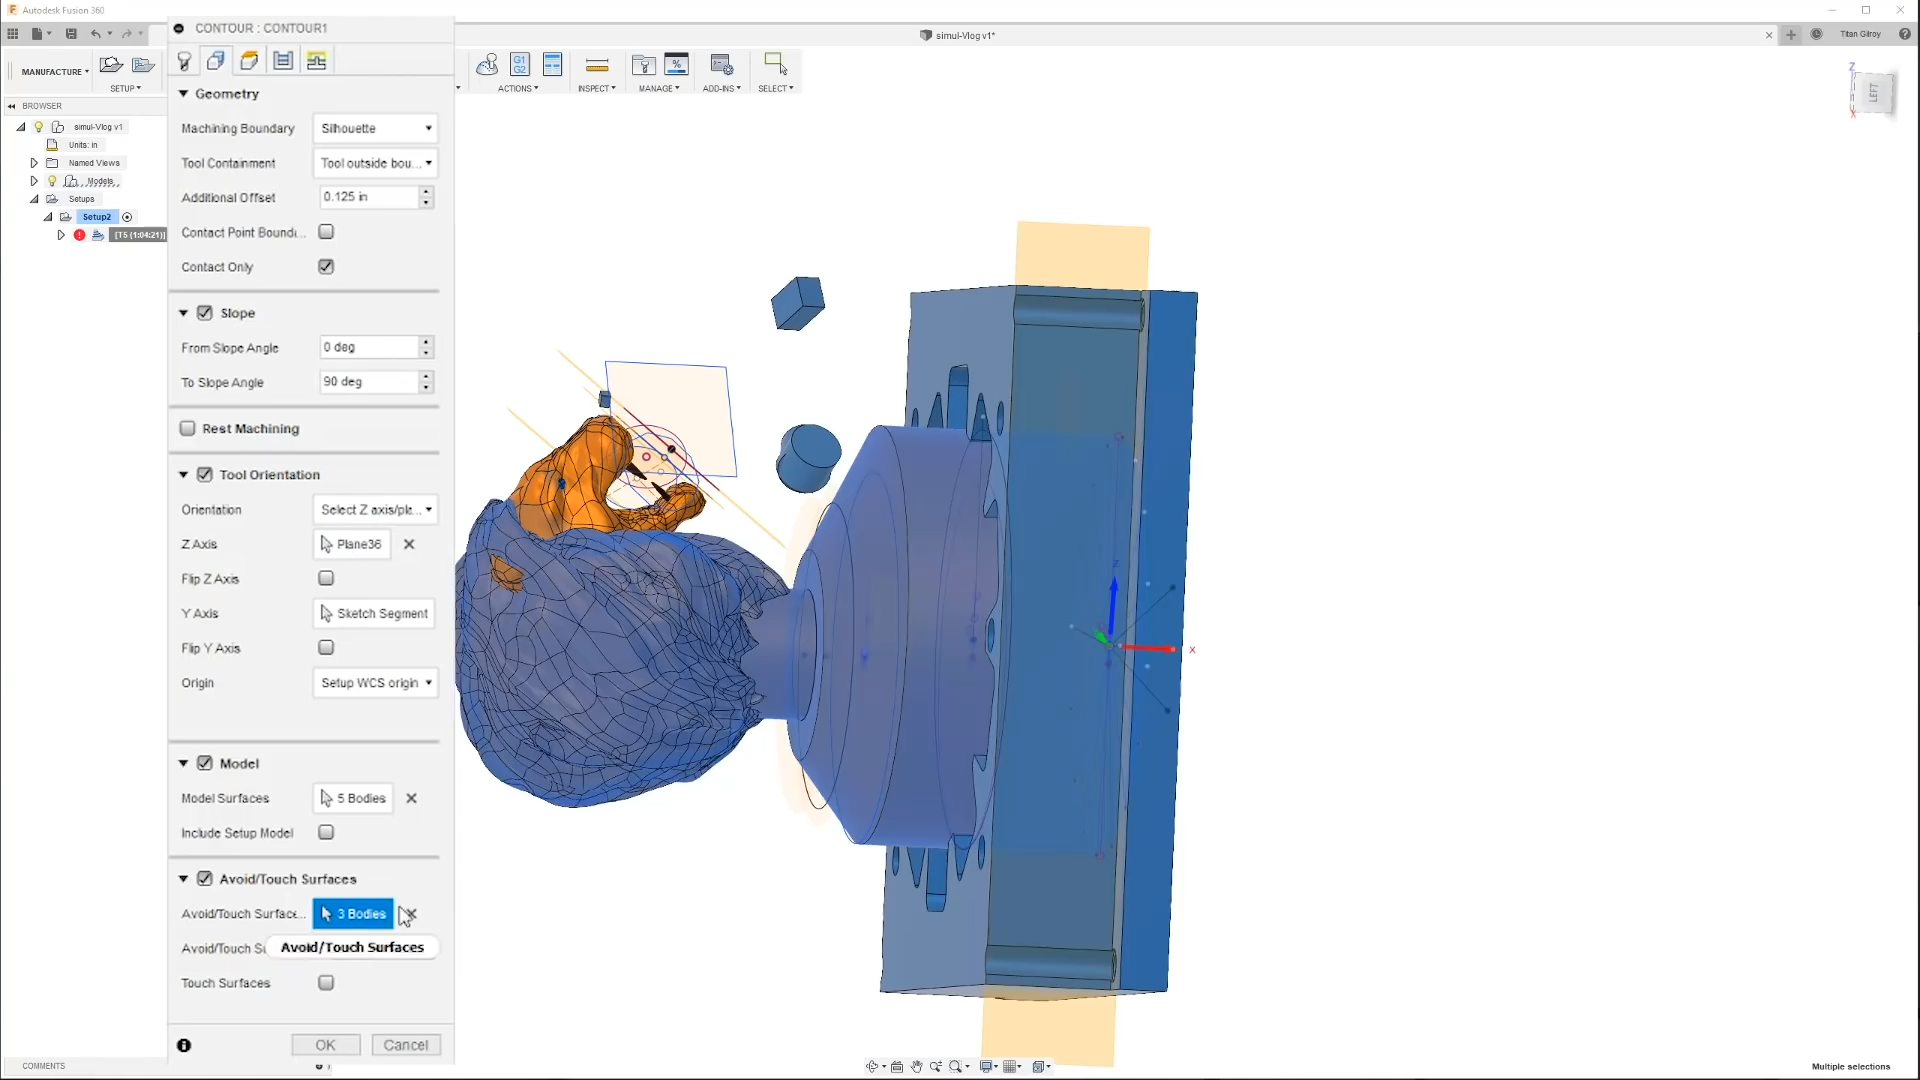 Autodesk Fusion 360
CONTOUR : CONTOUR1
simul-Vlog v1*
Titan Gilroy
MANUFACTURE
SETUP
ACTIONS
INSPECT
MANAGE
ADD-INS
SELECT
G1
G2
%
Z
LEFT
X
BROWSER
simul-Vlog v1
Units: in
Named Views
Models
Setups
Setup2
[T5 (1:04:21)]
Geometry
Machining Boundary Silhouette
Tool Containment Tool outside bou...
Additional Offset 0.125 in
Contact Point Boundi...
Contact Only
Slope
From Slope Angle 0 deg
To Slope Angle 90 deg
Rest Machining
Tool Orientation
Orientation Select Z axis/pla...
Z Axis Plane36
Flip Z Axis
Y Axis Sketch Segment
Flip Y Axis
Origin Setup WCS origin
Model
Model Surfaces 5 Bodies
Include Setup Model
Avoid/Touch Surfaces
Avoid/Touch Surface... 3 Bodies
Avoid/Touch Su
Avoid/Touch Surfaces
Touch Surfaces
OK Cancel
Z
X
COMMENTS
Multiple selections